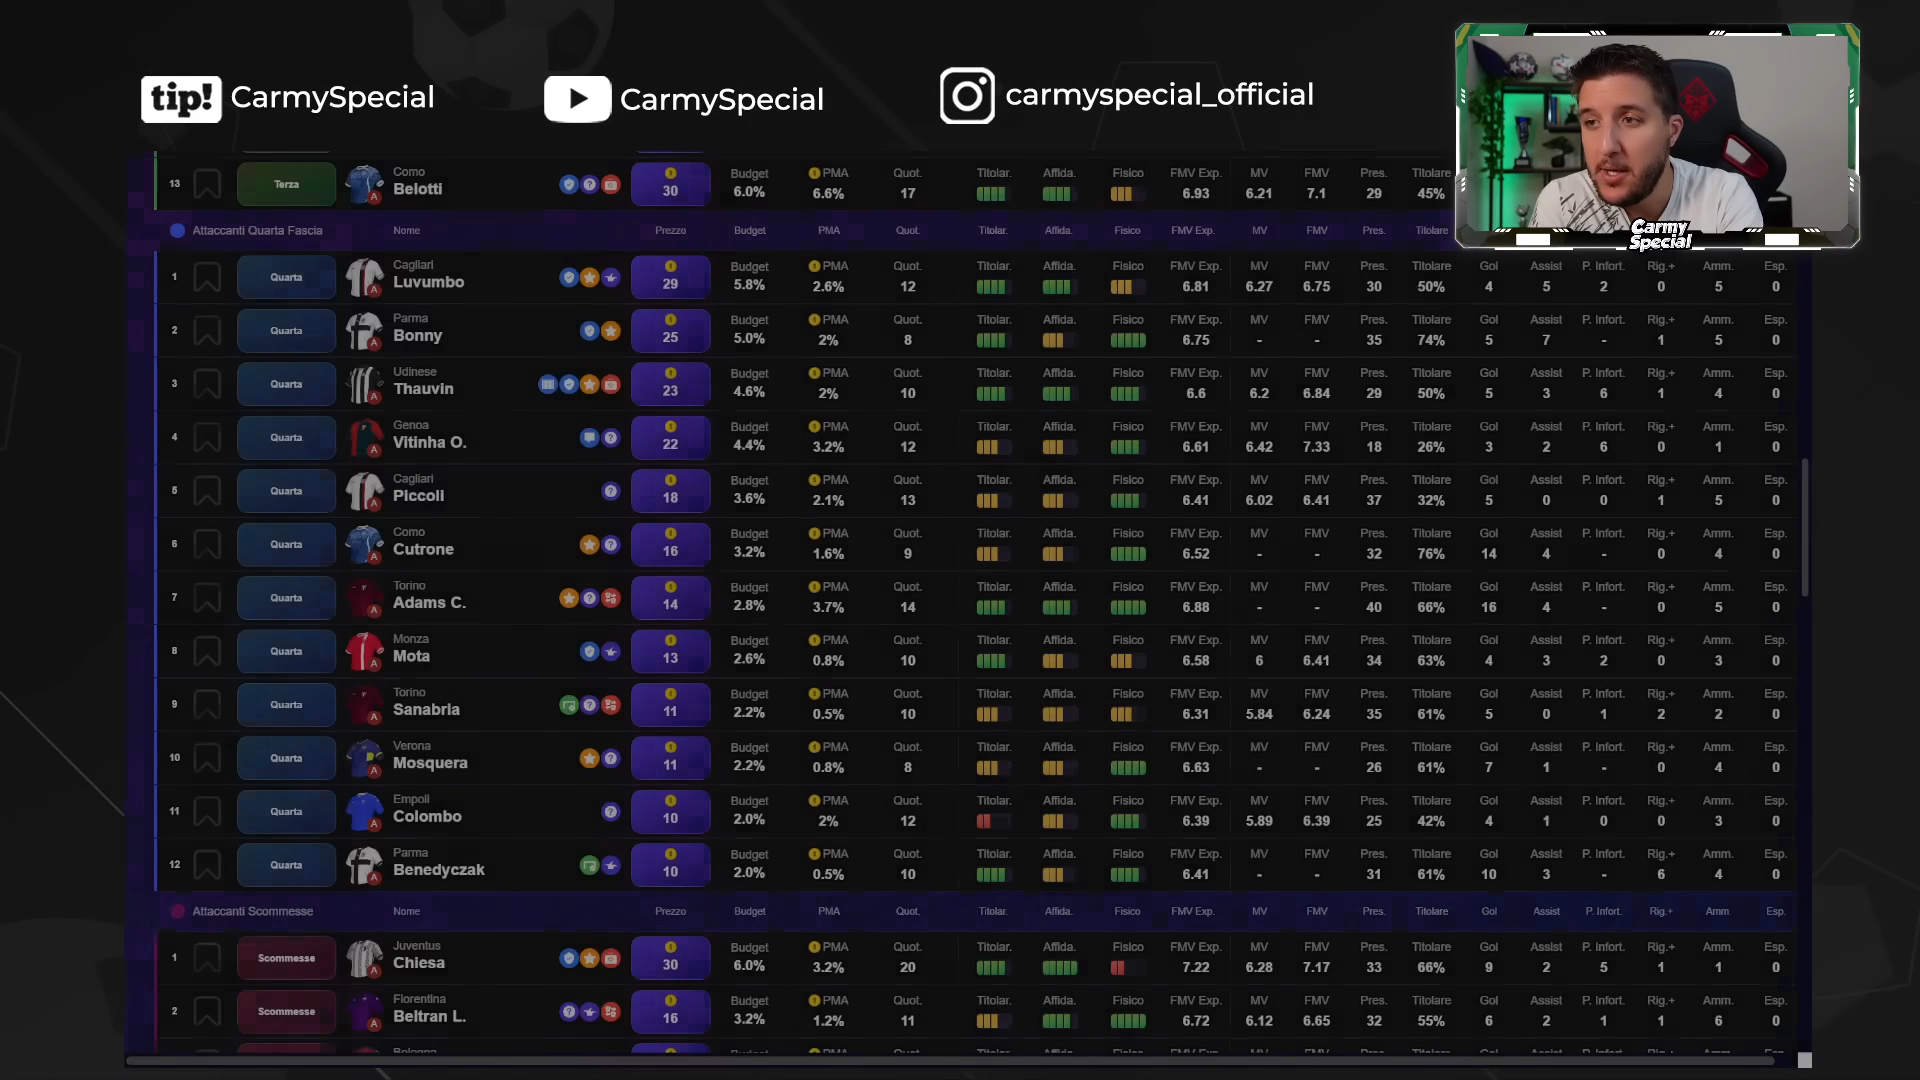 tip! CarmySpecial
CarmySpecial
carmyspecial_official
Carmy
Special
13 Terza Como Belotti 30 Budget 6.0% PMA 6.6% Quot. 17 Titolar. Affida. Fisico FMV Exp. 6.93 MV 6.21 FMV 7.1 Pres. 29 Titolare 45%
Attaccanti Quarta Fascia Nome Prezzo Budget PMA Quot. Titolar. Affida. Fisico FMV Exp. MV FMV Pres. Titolare
1 Quarta Cagliari Luvumbo 29 Budget 5.8% PMA 2.6% Quot. 12 Titolar. Affida. Fisico FMV Exp. 6.81 MV 6.27 FMV 6.75 Pres. 30 Titolare 50% Gol 4 Assist 5 P. Infort. 2 Rig.+ 0 Amm. 5 Esp. 0
2 Quarta Parma Bonny 25 Budget 5.0% PMA 2% Quot. 8 Titolar. Affida. Fisico FMV Exp. 6.75 MV - FMV - Pres. 35 Titolare 74% Gol 5 Assist 7 P. Infort. - Rig.+ 1 Amm. 5 Esp. 0
3 Quarta Udinese Thauvin 23 Budget 4.6% PMA 2% Quot. 10 Titolar. Affida. Fisico FMV Exp. 6.6 MV 6.2 FMV 6.84 Pres. 29 Titolare 50% Gol 5 Assist 3 P. Infort. 6 Rig.+ 1 Amm. 4 Esp. 0
4 Quarta Genoa Vitinha O. 22 Budget 4.4% PMA 3.2% Quot. 12 Titolar. Affida. Fisico FMV Exp. 6.61 MV 6.42 FMV 7.33 Pres. 18 Titolare 26% Gol 3 Assist 2 P. Infort. 6 Rig.+ 0 Amm. 1 Esp. 0
5 Quarta Cagliari Piccoli 18 Budget 3.6% PMA 2.1% Quot. 13 Titolar. Affida. Fisico FMV Exp. 6.41 MV 6.02 FMV 6.41 Pres. 37 Titolare 32% Gol 5 Assist 0 P. Infort. 0 Rig.+ 1 Amm. 5 Esp. 0
6 Quarta Como Cutrone 16 Budget 3.2% PMA 1.6% Quot. 9 Titolar. Affida. Fisico FMV Exp. 6.52 MV - FMV - Pres. 32 Titolare 76% Gol 14 Assist 4 P. Infort. - Rig.+ 0 Amm. 4 Esp. 0
7 Quarta Torino Adams C. 14 Budget 2.8% PMA 3.7% Quot. 14 Titolar. Affida. Fisico FMV Exp. 6.88 MV - FMV - Pres. 40 Titolare 66% Gol 16 Assist 4 P. Infort. - Rig.+ 0 Amm. 5 Esp. 0
8 Quarta Monza Mota 13 Budget 2.6% PMA 0.8% Quot. 10 Titolar. Affida. Fisico FMV Exp. 6.58 MV 6 FMV 6.41 Pres. 34 Titolare 63% Gol 4 Assist 3 P. Infort. 2 Rig.+ 0 Amm. 3 Esp. 0
9 Quarta Torino Sanabria 11 Budget 2.2% PMA 0.5% Quot. 10 Titolar. Affida. Fisico FMV Exp. 6.31 MV 5.84 FMV 6.24 Pres. 35 Titolare 61% Gol 5 Assist 0 P. Infort. 1 Rig.+ 2 Amm. 2 Esp. 0
10 Quarta Verona Mosquera 11 Budget 2.2% PMA 0.8% Quot. 8 Titolar. Affida. Fisico FMV Exp. 6.63 MV - FMV - Pres. 26 Titolare 61% Gol 7 Assist 1 P. Infort. - Rig.+ 0 Amm. 4 Esp. 0
11 Quarta Empoli Colombo 10 Budget 2.0% PMA 2% Quot. 12 Titolar. Affida. Fisico FMV Exp. 6.39 MV 5.89 FMV 6.39 Pres. 25 Titolare 42% Gol 4 Assist 1 P. Infort. 0 Rig.+ 0 Amm. 3 Esp. 0
12 Quarta Parma Benedyczak 10 Budget 2.0% PMA 0.5% Quot. 10 Titolar. Affida. Fisico FMV Exp. 6.41 MV - FMV - Pres. 31 Titolare 61% Gol 10 Assist 3 P. Infort. - Rig.+ 6 Amm. 4 Esp. 0
Attaccanti Scommesse Nome Prezzo Budget PMA Quot. Titolar. Affida. Fisico FMV Exp. MV FMV Pres. Titolare Gol Assist P. Infort. Rig.+ Amm. Esp.
1 Scommesse Juventus Chiesa 30 Budget 6.0% PMA 3.2% Quot. 20 Titolar. Affida. Fisico FMV Exp. 7.22 MV 6.28 FMV 7.17 Pres. 33 Titolare 66% Gol 9 Assist 2 P. Infort. 5 Rig.+ 1 Amm. 1 Esp. 0
2 Scommesse Fiorentina Beltran L. 16 Budget 3.2% PMA 1.2% Quot. 11 Titolar. Affida. Fisico FMV Exp. 6.72 MV 6.12 FMV 6.65 Pres. 32 Titolare 55% Gol 6 Assist 2 P. Infort. 1 Rig.+ 1 Amm. 6 Esp. 0